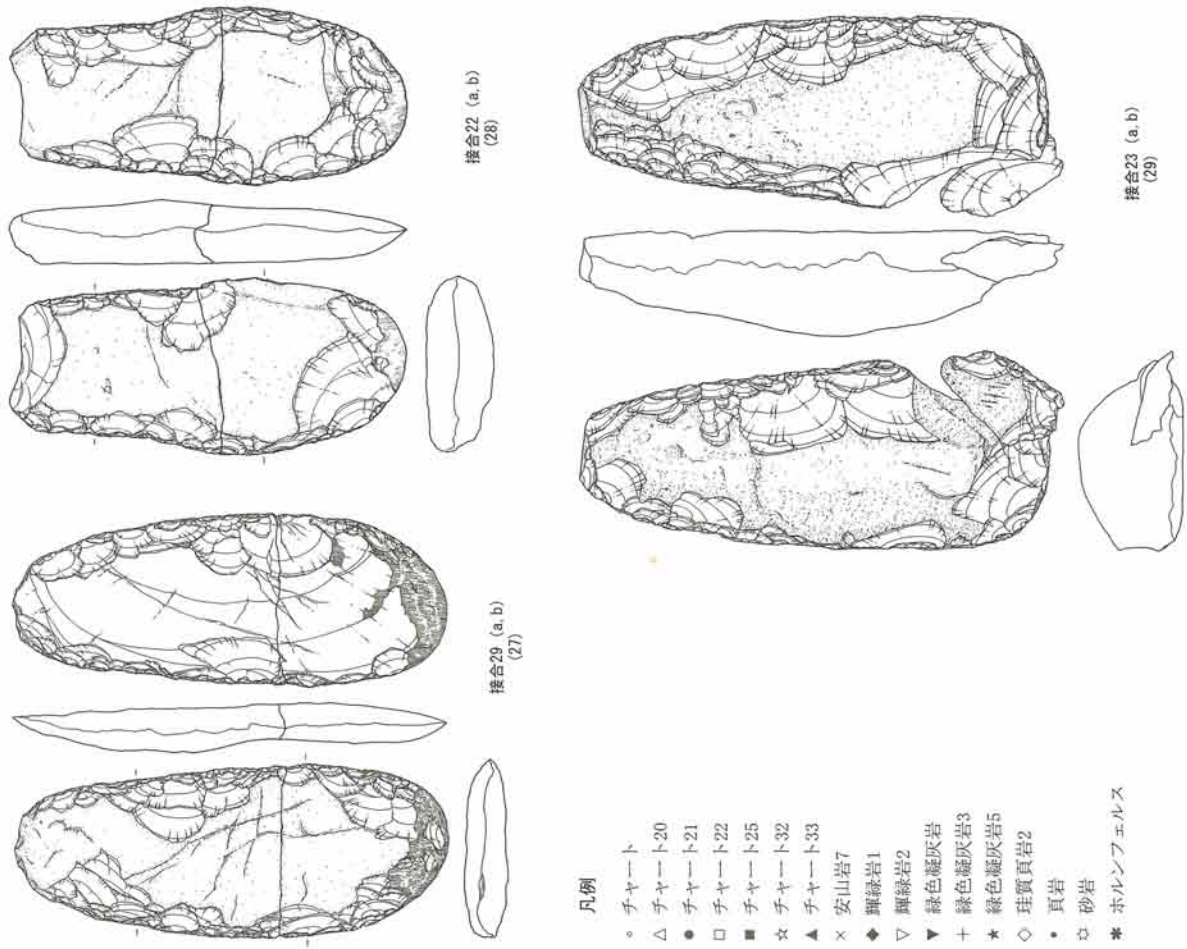 接合22 (a, b)
(28)
接合23 (a, b)
(29)
接合29 (a, b)
(27)
凡例
◦ チャート
△ チャート20
● チャート21
□ チャート22
■ チャート25
☆ チャート32
▲ チャート33
× 安山岩7
◆ 輝緑岩1
▽ 輝緑岩2
▼ 緑色凝灰岩
+ 緑色凝灰岩3
★ 緑色凝灰岩5
◇ 珪質頁岩2
• 頁岩
✡ 砂岩
✱ ホルンフェルス